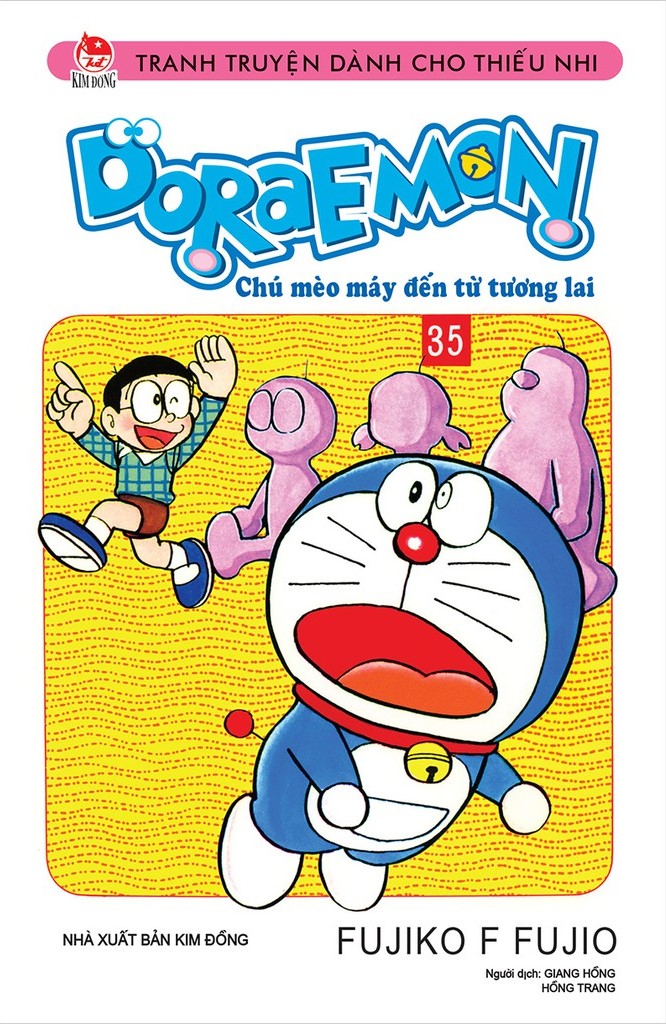 TRANH TRUYỆN DÀNH CHO THIẾU NHI
KIM ĐỒNG
DORAEMON
Chú mèo máy đến từ tương lai
35
NHÀ XUẤT BẢN KIM ĐỒNG
FUJIKO F FUJIO
Người dịch: GIANG HỒNG
HỒNG TRANG